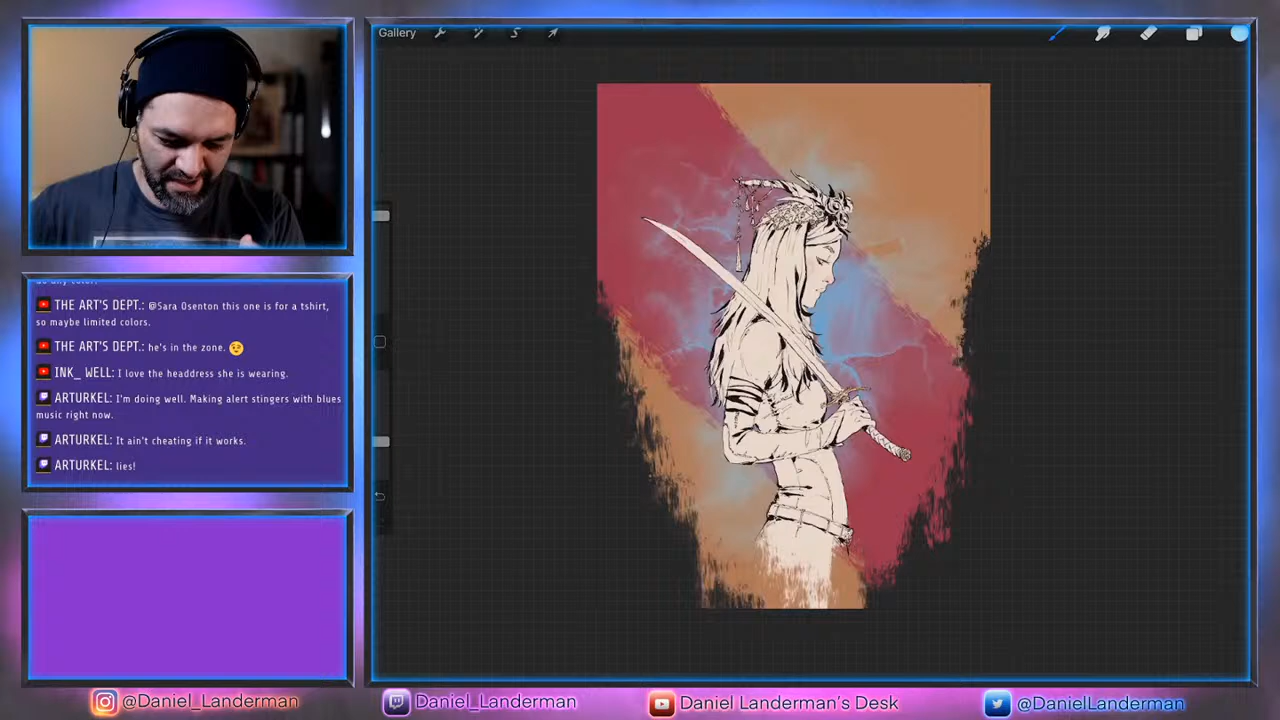 Gallery
THE ART'S DEPT.: @Sara Osenton this one is for a tshirt,
so maybe limited colors.
THE ART'S DEPT.: he's in the zone.
INK_ WELL: I love the headdress she is wearing.
ARTURKEL: I'm doing well. Making alert stingers with blues
music right now.
ARTURKEL: It ain't cheating if it works.
ARTURKEL: lies!
@Daniel_Landerman
Daniel_Landerman
Daniel Landerman's Desk
@DanielLanderman